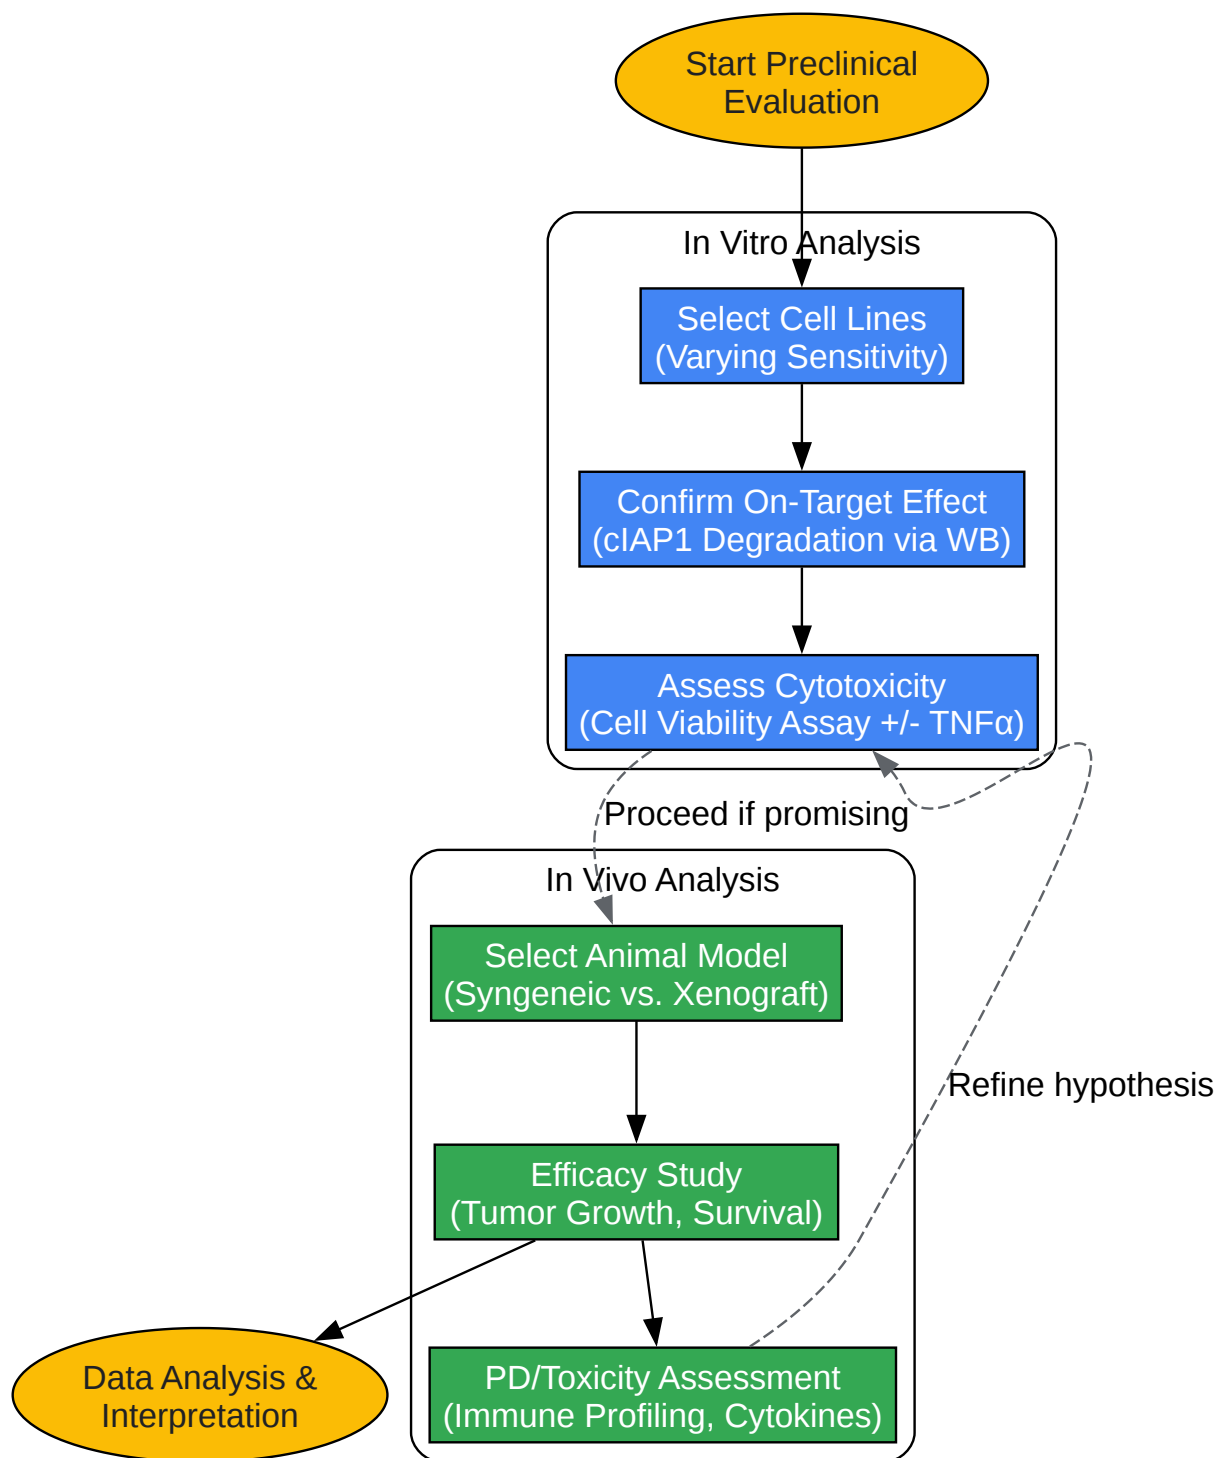 Start Preclinical
Evaluation
In Vitro Analysis
Select Cell Lines
(Varying Sensitivity)
Confirm On-Target Effect
(cIAP1 Degradation via WB)
Assess Cytotoxicity
(Cell Viability Assay +/- TNFα)
Proceed if promising
In Vivo Analysis
Select Animal Model
(Syngeneic vs. Xenograft)
Refine hypothesis
Efficacy Study
(Tumor Growth, Survival)
Data Analysis &
Interpretation
PD/Toxicity Assessment
(Immune Profiling, Cytokines)